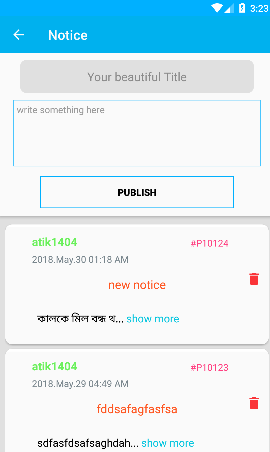 3:23
Notice
Your beautiful Title
write something here
PUBLISH
atik1404 #P10124
2018.May.30 01:18 AM
new notice
কালকে মিল বন্ধ থ... show more
atik1404 #P10123
2018.May.29 04:49 AM
fddsafagfasfsa
sdfasfdsafsaghdah... show more